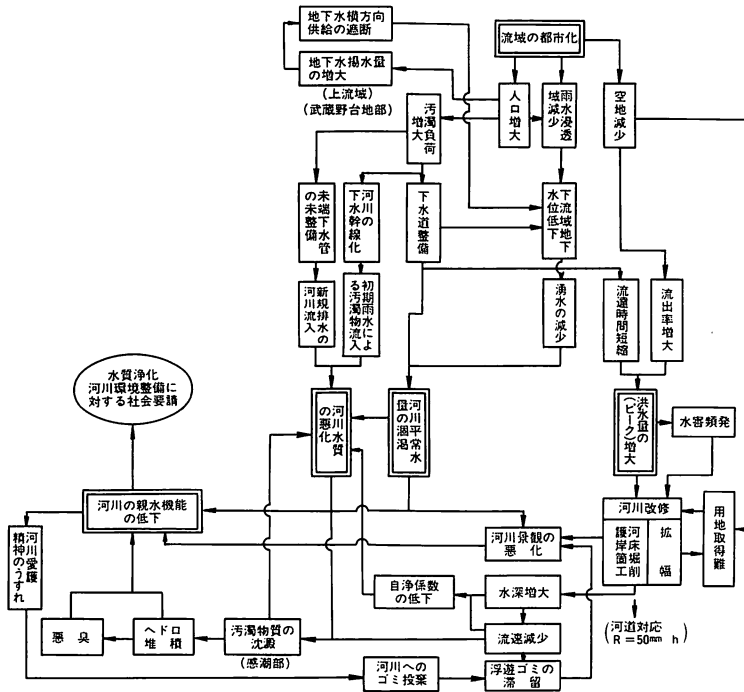 地下水横方向
供給の遮断
流域の都市化
地下水揚水量
の増大
(上流域)
(武蔵野台地部)
汚濁負荷
増大
人口増大
雨水浸透
域減少
空地減少
末端下水管
の未整備
河川の
下水幹線化
下水道整備
下流域地下
水位低下
新規排水の
河川流入
初期雨水によ
る汚濁物流入
湧水の減少
流達時間短縮
流出率増大
水質浄化
河川環境整備に
対する社会要請
河川水質
の悪化
河川平常水
量の涸渇
洪水量の
(ピーク)増大
水害頻発
河川の親水機能
の低下
河川愛護
精神のうすれ
河川景観の
悪化
河川改修
護岸箇工
河床堀削
拡幅
用地取得難
自浄係数
の低下
水深増大
悪臭
ヘドロ
堆積
汚濁物質の
沈澱
(感潮部)
流速減少
河道対応
(R=50mm h)
河川への
ゴミ投棄
浮遊ゴミの
滞留